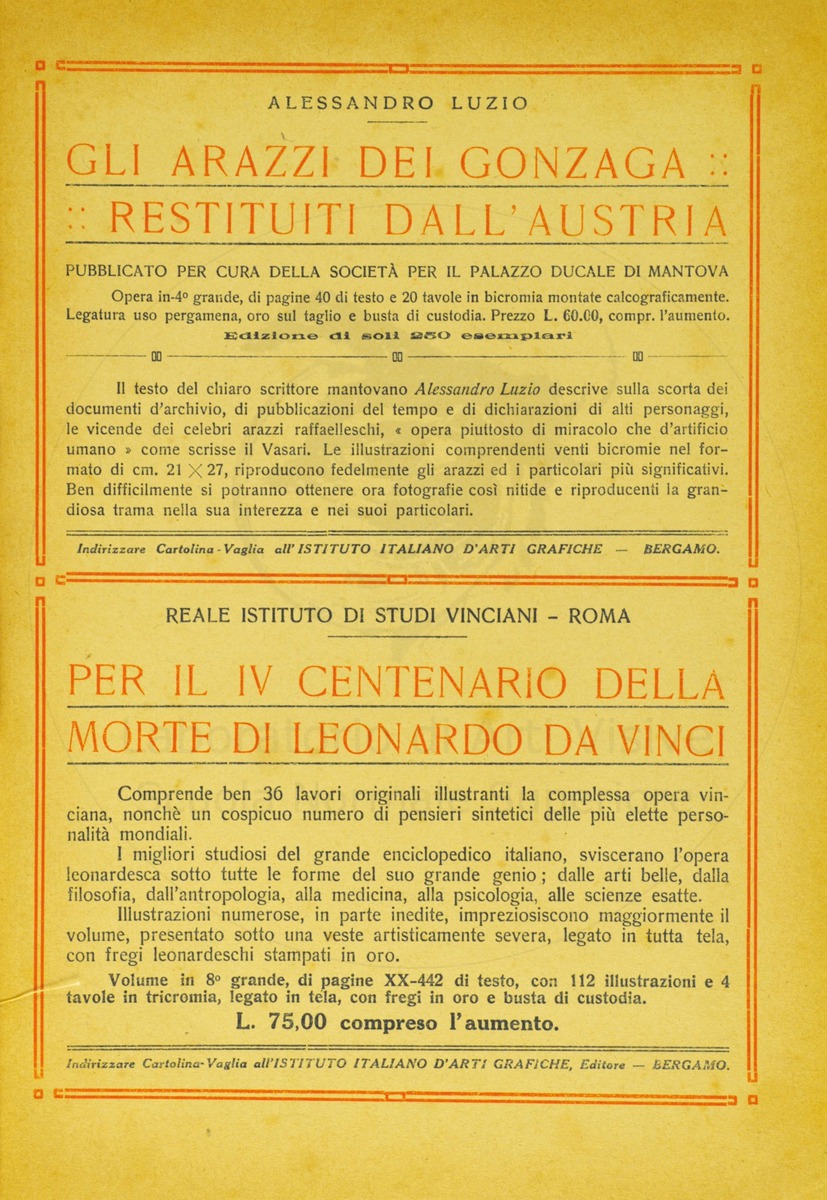 ALESSANDRO LUZIO
GLI ARAZZI DEI GONZAGA ::
:: RESTITUITI DALL'AUSTRIA
PUBBLICATO PER CURA DELLA SOCIETÀ PER IL PALAZZO DUCALE DI MANTOVA
Opera in-4º grande, di pagine 40 di testo e 20 tavole in bicromia montate calcograficamente.
Legatura uso pergamena, oro sul taglio e busta di custodia. Prezzo L. 60.00, compr. l'aumento.
Edizione di soli 250 esemplari
Il testo del chiaro scrittore mantovano Alessandro Luzio descrive sulla scorta dei
documenti d'archivio, di pubblicazioni del tempo e di dichiarazioni di alti personaggi,
le vicende dei celebri arazzi raffaelleschi, « opera piuttosto di miracolo che d'artificio
umano » come scrisse il Vasari. Le illustrazioni comprendenti venti bicromie nel for-
mato di cm. 21 × 27, riproducono fedelmente gli arazzi ed i particolari più significativi.
Ben difficilmente si potranno ottenere ora fotografie così nitide e riproducenti la gran-
diosa trama nella sua interezza e nei suoi particolari.
Indirizzare Cartolina-Vaglia all'ISTITUTO ITALIANO D'ARTI GRAFICHE — BERGAMO.
REALE ISTITUTO DI STUDI VINCIANI – ROMA
PER IL IV CENTENARIO DELLA
MORTE DI LEONARDO DA VINCI
Comprende ben 36 lavori originali illustranti la complessa opera vin-
ciana, nonchè un cospicuo numero di pensieri sintetici delle più elette perso-
nalità mondiali.
I migliori studiosi del grande enciclopedico italiano, sviscerano l'opera
leonardesca sotto tutte le forme del suo grande genio; dalle arti belle, dalla
filosofia, dall'antropologia, alla medicina, alla psicologia, alle scienze esatte.
Illustrazioni numerose, in parte inedite, impreziosiscono maggiormente il
volume, presentato sotto una veste artisticamente severa, legato in tutta tela,
con fregi leonardeschi stampati in oro.
Volume in 8º grande, di pagine XX-442 di testo, con 112 illustrazioni e 4
tavole in tricromia, legato in tela, con fregi in oro e busta di custodia.
L. 75,00 compreso l'aumento.
Indirizzare Cartolina-Vaglia all'ISTITUTO ITALIANO D'ARTI GRAFICHE, Editore — BERGAMO.